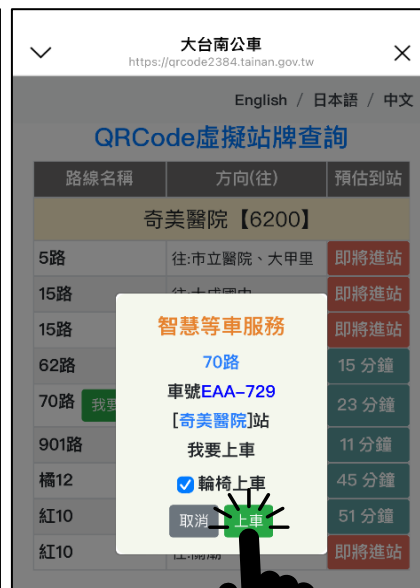 大台南公車
https://qrcode2384.tainan.gov.tw
English / 日本語 / 中文
QRCode虛擬站牌查詢
路線名稱 方向(往) 預估到站
奇美醫院【6200】
5路 往:市立醫院、大甲里 即將進站
15路 即將進站
15路 即將進站
62路 15 分鐘
70路 我要 23 分鐘
901路 11 分鐘
橘12 45 分鐘
紅10 51 分鐘
紅10 往:關廟 即將進站
智慧等車服務
70路
車號EAA-729
[奇美醫院]站
我要上車
輪椅上車
取消 上車